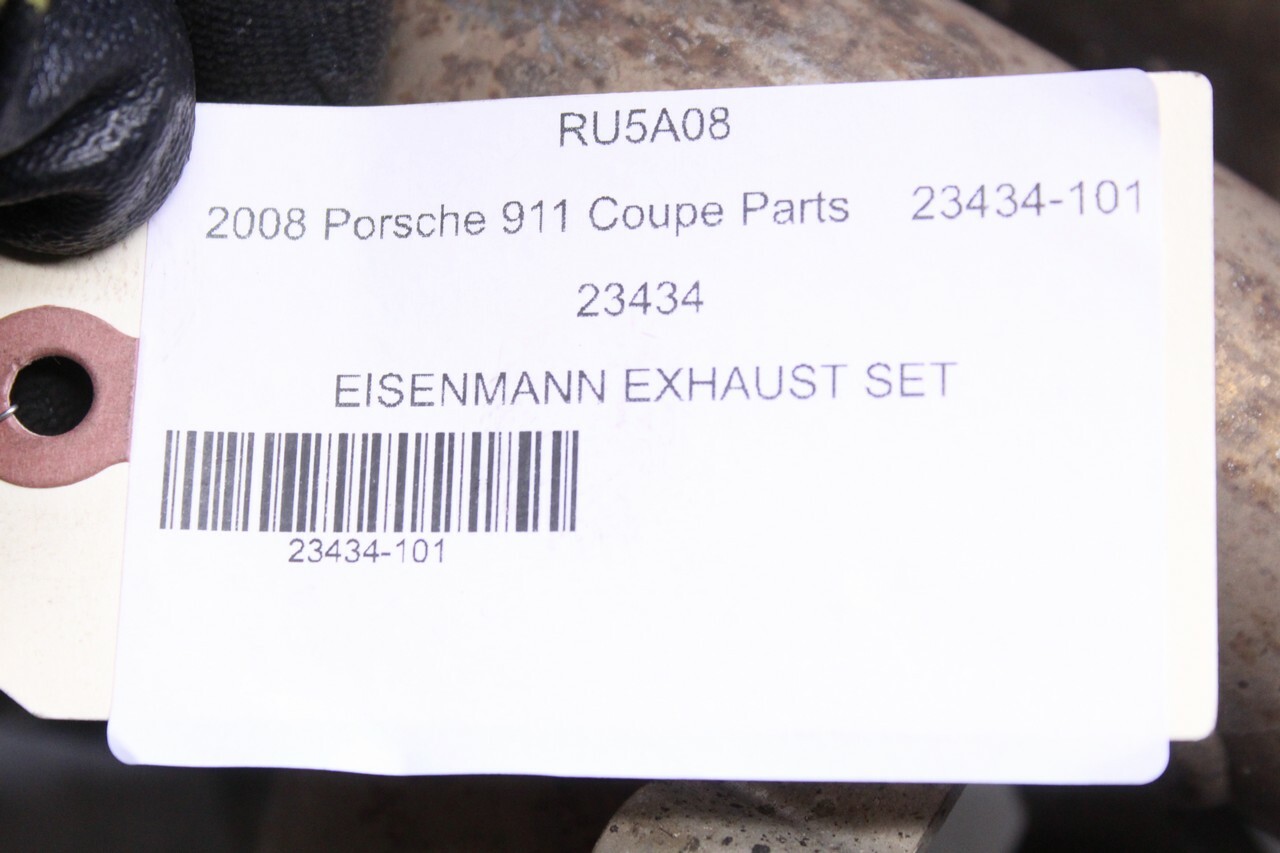 RU5A08
2008 Porsche 911 Coupe Parts 23434-101
23434
EISENMANN EXHAUST SET
23434-101